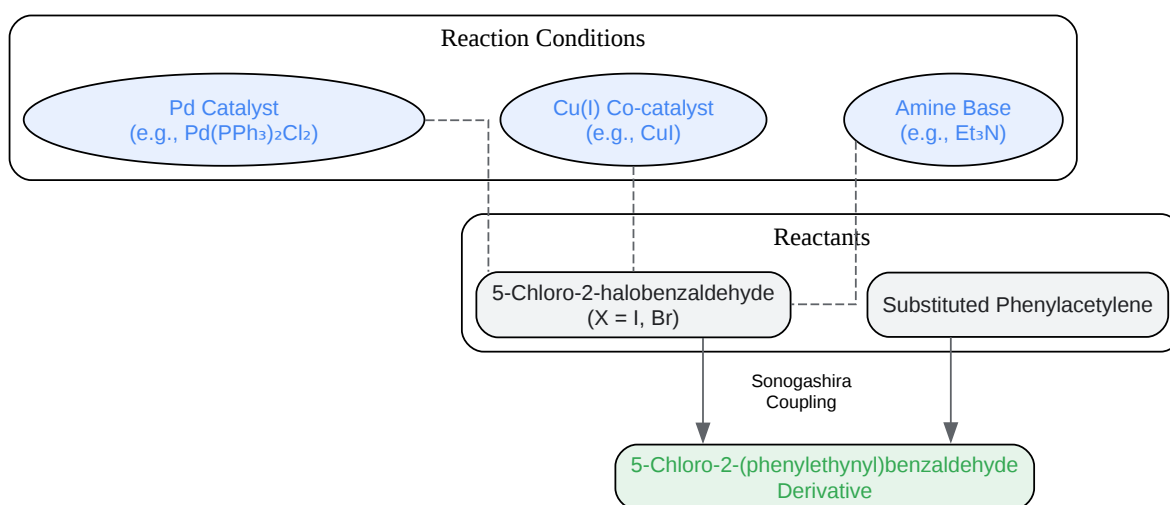 Reaction Conditions
Pd Catalyst
(e.g., Pd(PPh₃)₂Cl₂)
Cu(I) Co-catalyst
(e.g., CuI)
Amine Base
(e.g., Et₃N)
Reactants
5-Chloro-2-halobenzaldehyde
(X = I, Br)
Substituted Phenylacetylene
Sonogashira
Coupling
5-Chloro-2-(phenylethynyl)benzaldehyde
Derivative